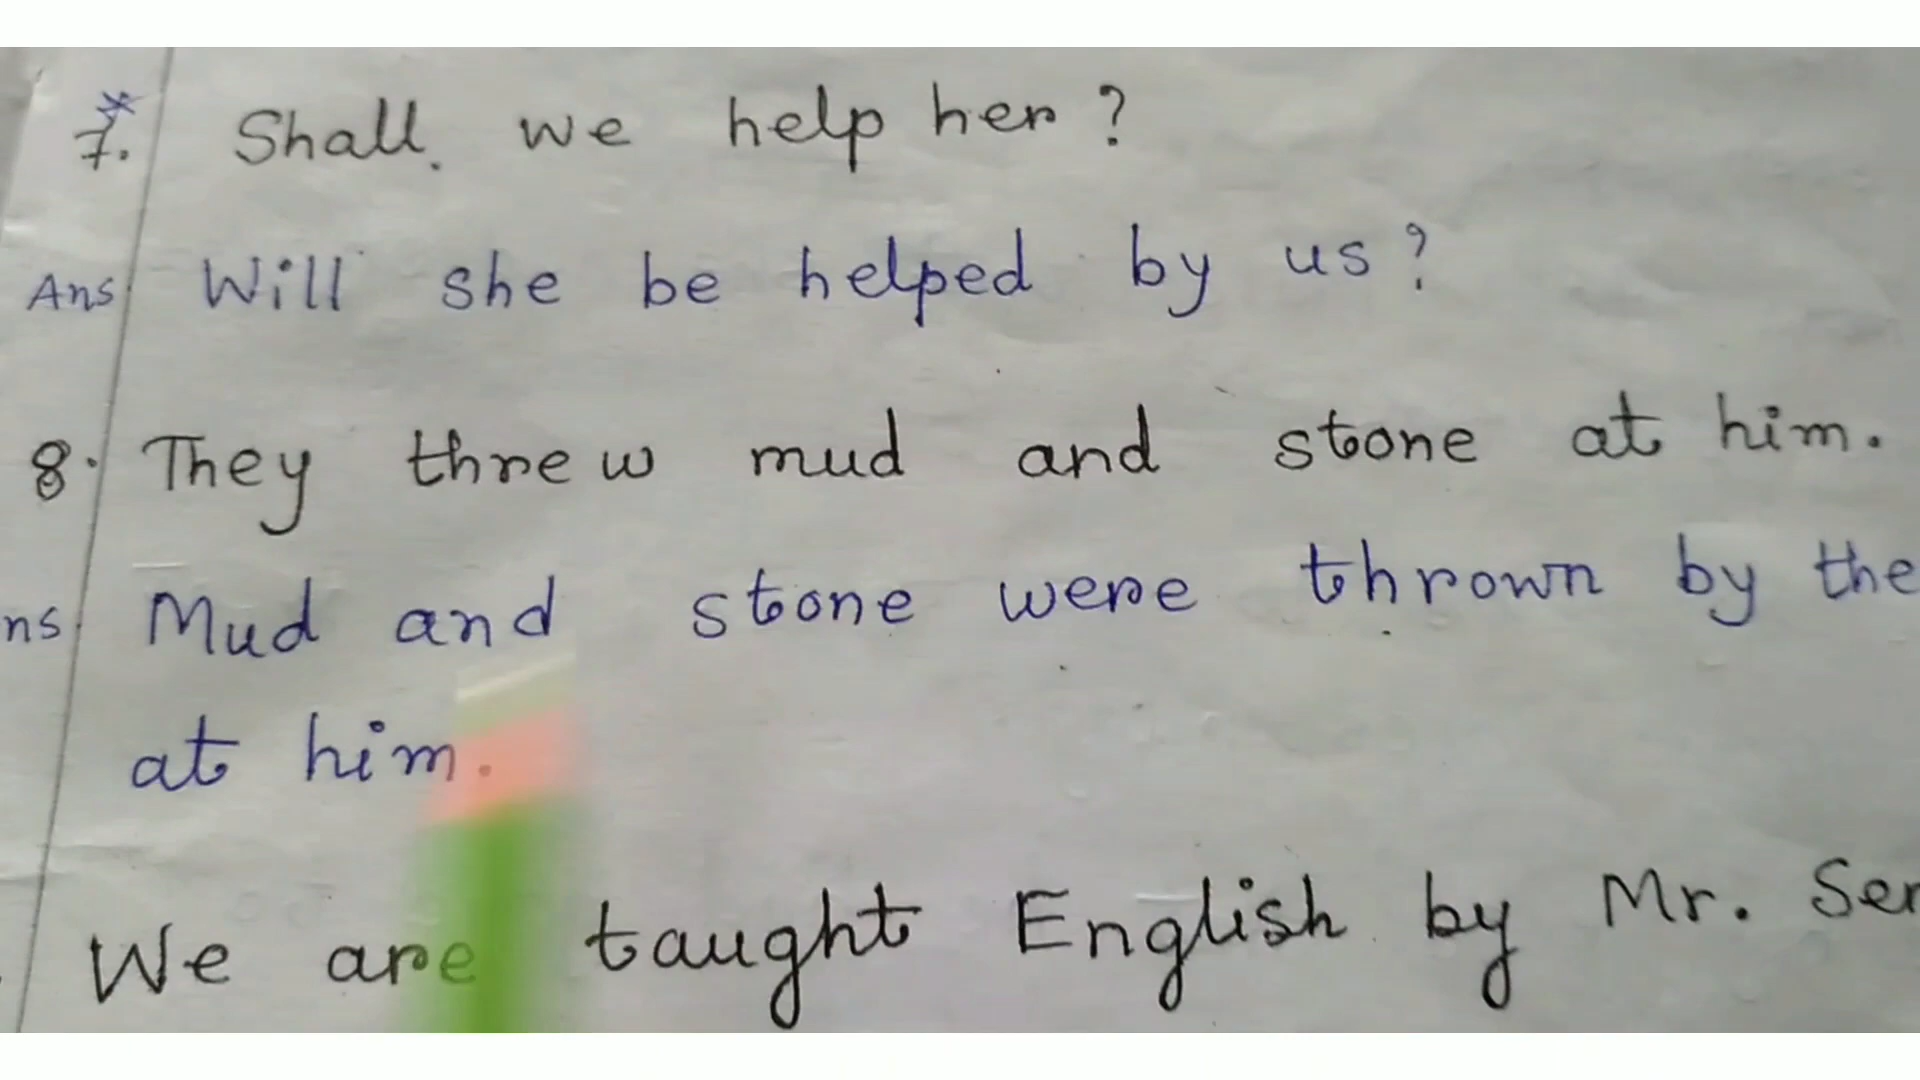 7. Shall we help her?
Ans Will she be helped by us?
8. They threw mud and stone at him.
ns Mud and stone were thrown by the
at him.
We are taught English by Mr. Sen